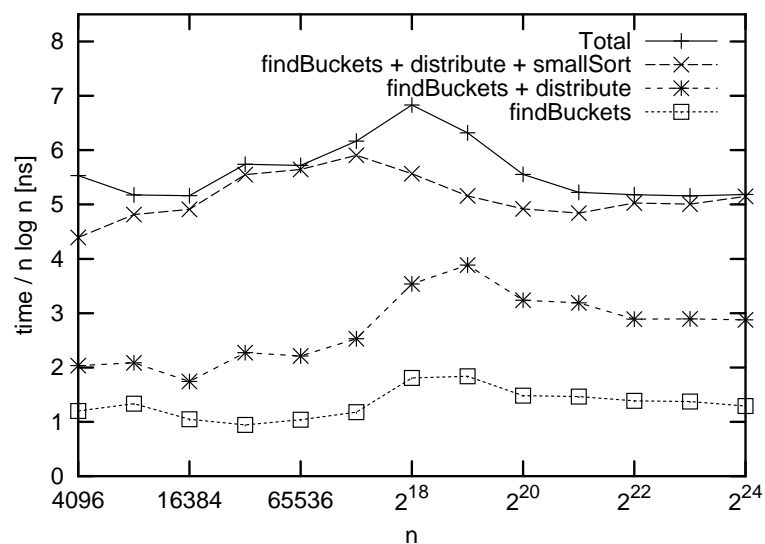 8
7
6
5
4
3
2
1
0
time / n log n [ns]
Total
findBuckets + distribute + smallSort
findBuckets + distribute
findBuckets
4096 16384 65536 2^18 2^20 2^22 2^24
n